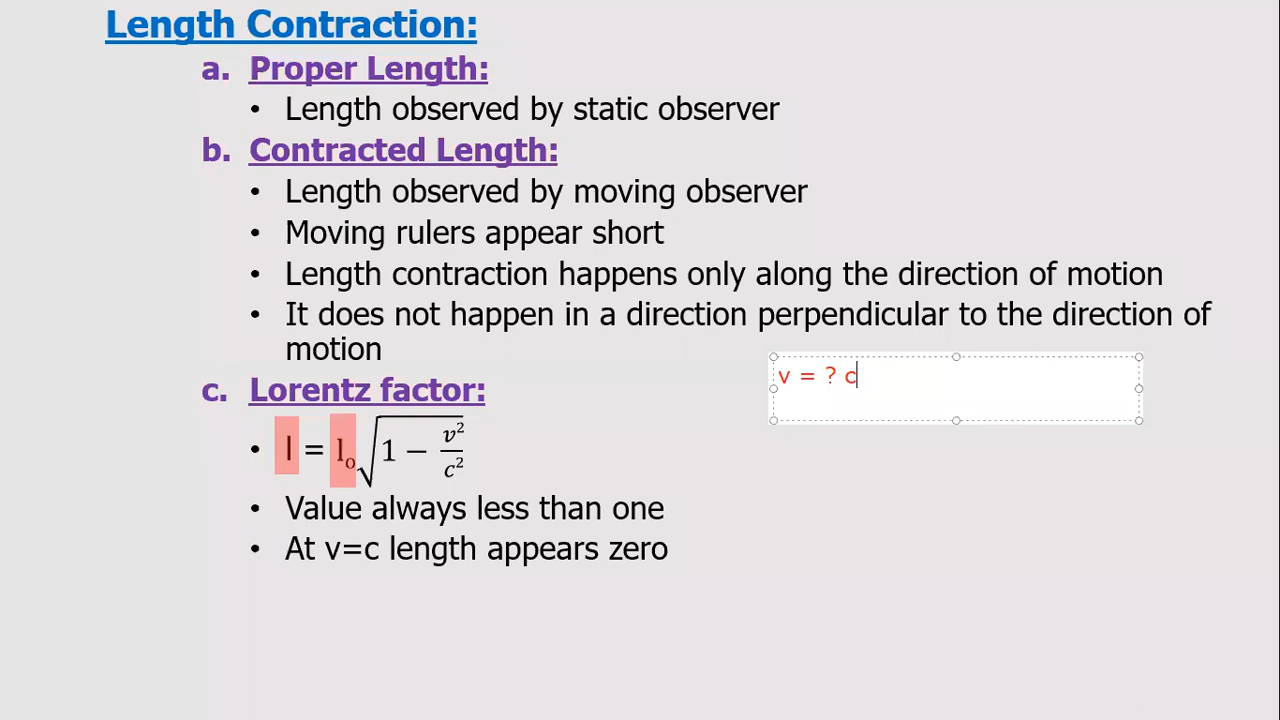 Length Contraction:
a. Proper Length:
• Length observed by static observer
b. Contracted Length:
• Length observed by moving observer
• Moving rulers appear short
• Length contraction happens only along the direction of motion
• It does not happen in a direction perpendicular to the direction of
motion
v = ? c
c. Lorentz factor:
• l = l₀√(1 − v²/c²)
• Value always less than one
• At v=c length appears zero